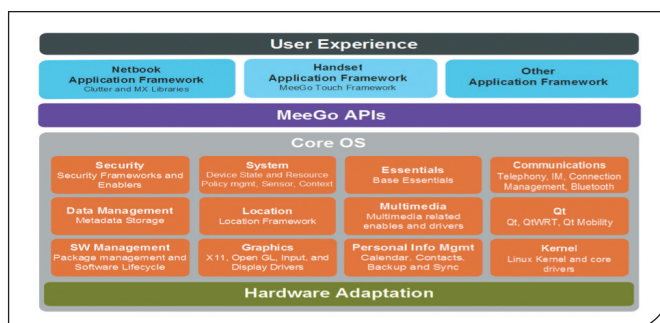 User Experience
Netbook
Application Framework
Clutter and MX Libraries
Handset
Application Framework
MeeGo Touch Framework
Other
Application Framework
MeeGo APIs
Core OS
Security
Security Frameworks and
Enablers
System
Device State and Resource
Policy mgmt, Sensor, Context
Essentials
Base Essentials
Communications
Telephony, IM, Connection
Management, Bluetooth
Data Management
Metadata Storage
Location
Location Framework
Multimedia
Multimedia related
enables and drivers
Qt
Qt, QtWRT, Qt Mobility
SW Management
Package management and
Software Lifecycle
Graphics
X11, Open GL, Input, and
Display Drivers
Personal Info Mgmt
Calendar, Contacts,
Backup and Sync
Kernel
Linux Kernel and core
drivers
Hardware Adaptation